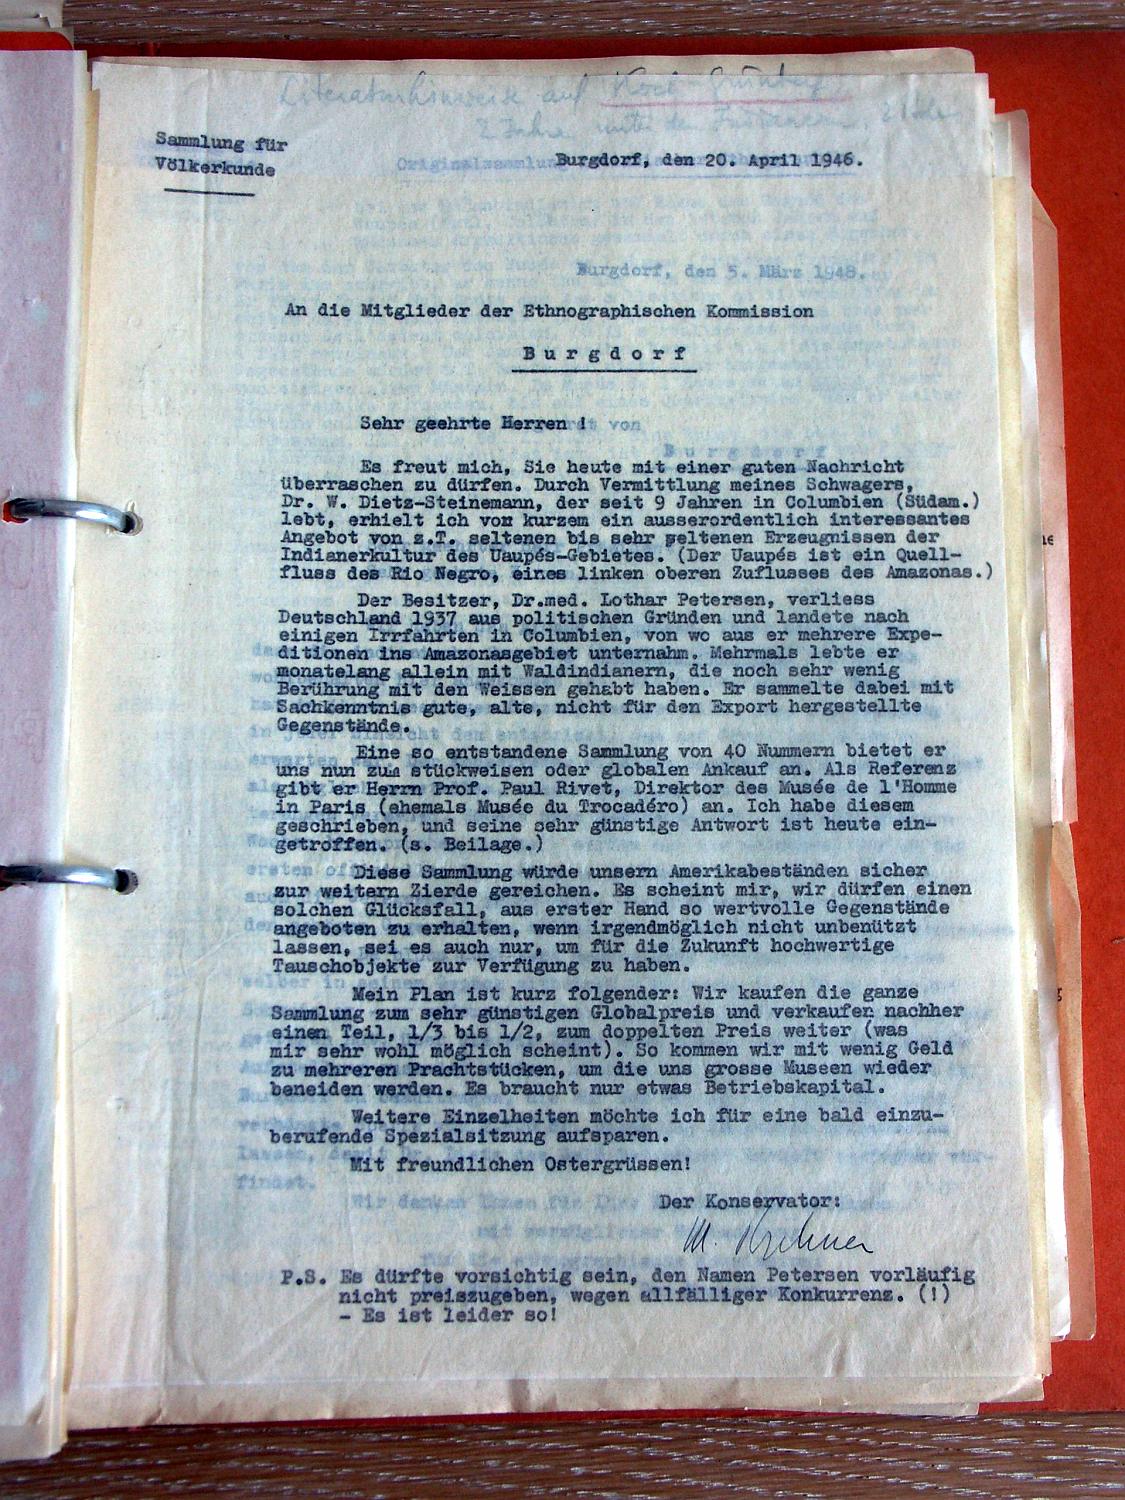 Literaturhinweise auf Koch-Grünberg,
2 Jahre unter den Indianern
Sammlung für
Völkerkunde
Burgdorf, den 20. April 1946.
Originalsammlung
Burgdorf, den 5. März 1948.
An die Mitglieder der Ethnographischen Kommission
Burgdorf
Sehr geehrte Herren ! von
Burgdorf
Es freut mich, Sie heute mit einer guten Nachricht
überraschen zu dürfen. Durch Vermittlung meines Schwagers,
Dr. W. Dietz-Steinemann, der seit 9 Jahren in Columbien (Südam.)
lebt, erhielt ich vor kurzem ein ausserordentlich interessantes
Angebot von z.T. seltenen bis sehr seltenen Erzeugnissen der
Indianerkultur des Uaupés-Gebietes. (Der Uaupés ist ein Quell-
fluss des Rio Negro, eines linken oberen Zuflusses des Amazonas.)
Der Besitzer, Dr.med. Lothar Petersen, verliess
Deutschland 1937 aus politischen Gründen und landete nach
einigen Irrfahrten in Columbien, von wo aus er mehrere Expe-
ditionen ins Amazonasgebiet unternahm. Mehrmals lebte er
monatelang allein mit Waldindianern, die noch sehr wenig
Berührung mit den Weissen gehabt haben. Er sammelte dabei mit
Sachkenntnis gute, alte, nicht für den Export hergestellte
Gegenstände.
Eine so entstandene Sammlung von 40 Nummern bietet er
uns nun zum stückweisen oder globalen Ankauf an. Als Referenz
gibt er Herrn Prof. Paul Rivet, Direktor des Musée de l'Homme
in Paris (ehemals Musée du Trocadéro) an. Ich habe diesem
geschrieben, und seine sehr günstige Antwort ist heute ein-
getroffen. (s. Beilage.)
Diese Sammlung würde unsern Amerikabeständen sicher
zur weitern Zierde gereichen. Es scheint mir, wir dürfen einen
solchen Glücksfall, aus erster Hand so wertvolle Gegenstände
angeboten zu erhalten, wenn irgendmöglich nicht unbenützt
lassen, sei es auch nur, um für die Zukunft hochwertige
Tauschobjekte zur Verfügung zu haben.
Mein Plan ist kurz folgender: Wir kaufen die ganze
Sammlung zum sehr günstigen Globalpreis und verkaufen nachher
einen Teil, 1/3 bis 1/2, zum doppelten Preis weiter (was
mir sehr wohl möglich scheint). So kommen wir mit wenig Geld
zu mehreren Prachtstücken, um die uns grosse Museen wieder
beneiden werden. Es braucht nur etwas Betriebskapital.
Weitere Einzelheiten möchte ich für eine bald einzu-
berufende Spezialsitzung aufsparen.
Mit freundlichen Ostergrüssen!
Der Konservator:
P.S. Es dürfte vorsichtig sein, den Namen Petersen vorläufig
nicht preiszugeben, wegen allfälliger Konkurrenz. (!)
- Es ist leider so!